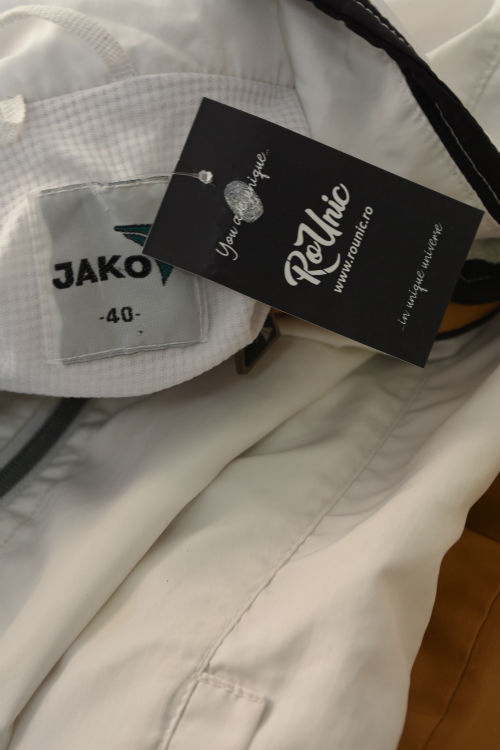 You are unique..
RoUnic
www.rounic.ro
..in unique universe
JAKO
-40-